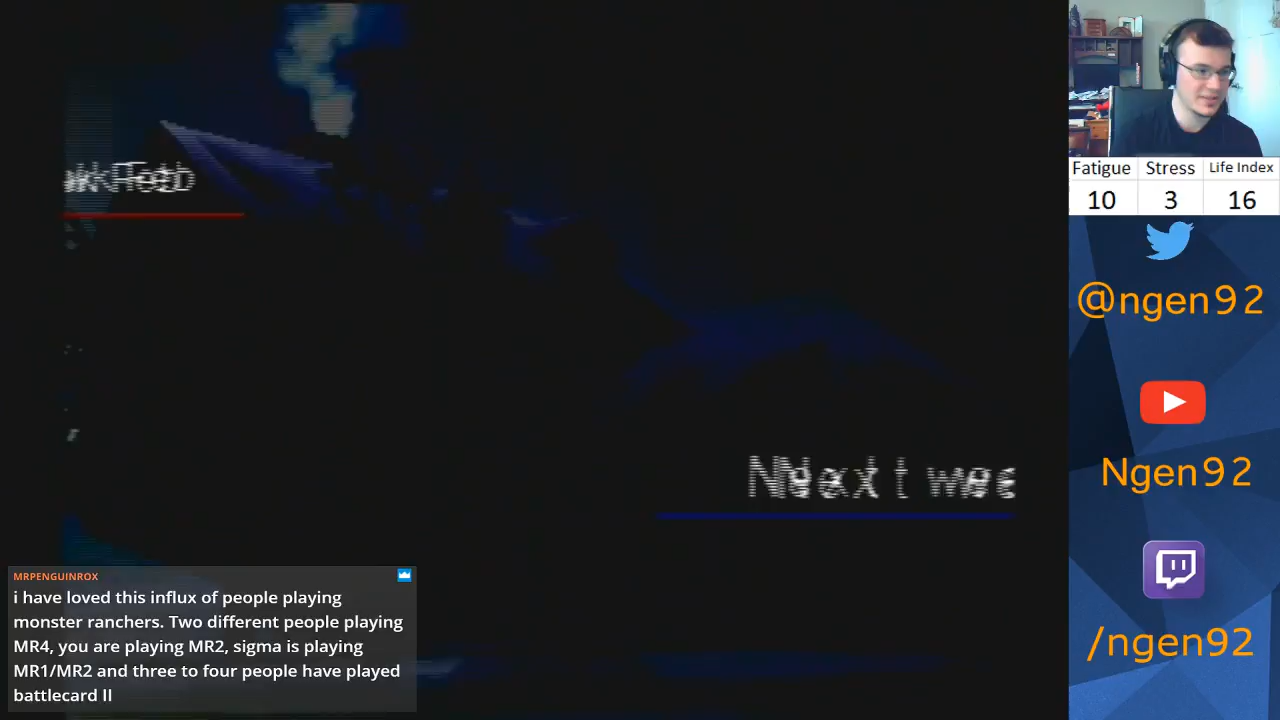 Fatigue Stress Life Index
10 3 16
@ngen92
Next
Ngen92
MRPENGUINROX
i have loved this influx of people playing
monster ranchers. Two different people playing
MR4, you are playing MR2, sigma is playing
MR1/MR2 and three to four people have played
battlecard II
/ngen92